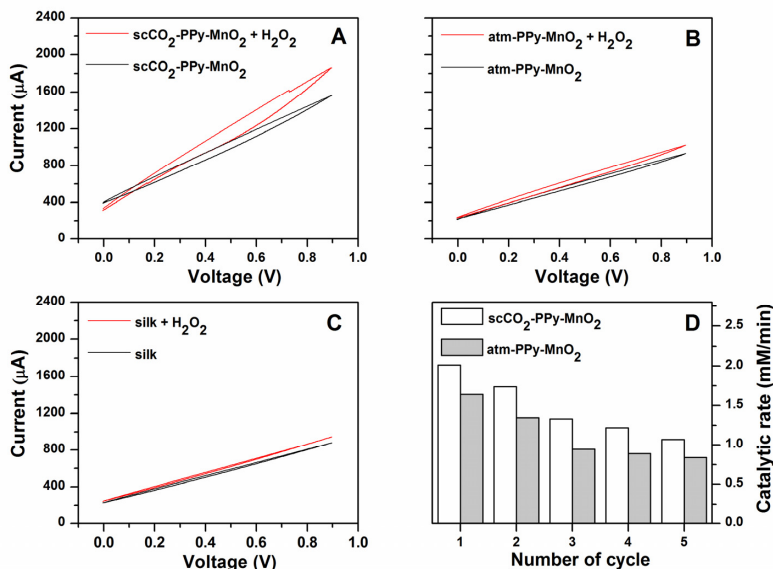 scCO₂-PPy-MnO₂ + H₂O₂
scCO₂-PPy-MnO₂
A
2400
2000
1600
1200
800
400
0
Current (µA)
0.0 0.2 0.4 0.6 0.8 1.0
Voltage (V)
atm-PPy-MnO₂ + H₂O₂
atm-PPy-MnO₂
B
0.0 0.2 0.4 0.6 0.8 1.0
Voltage (V)
silk + H₂O₂
silk
C
2400
2000
1600
1200
800
400
0
Current (µA)
0.0 0.2 0.4 0.6 0.8 1.0
Voltage (V)
scCO₂-PPy-MnO₂
atm-PPy-MnO₂
D
2.5
2.0
1.5
1.0
0.5
0.0
Catalytic rate (mM/min)
1 2 3 4 5
Number of cycle